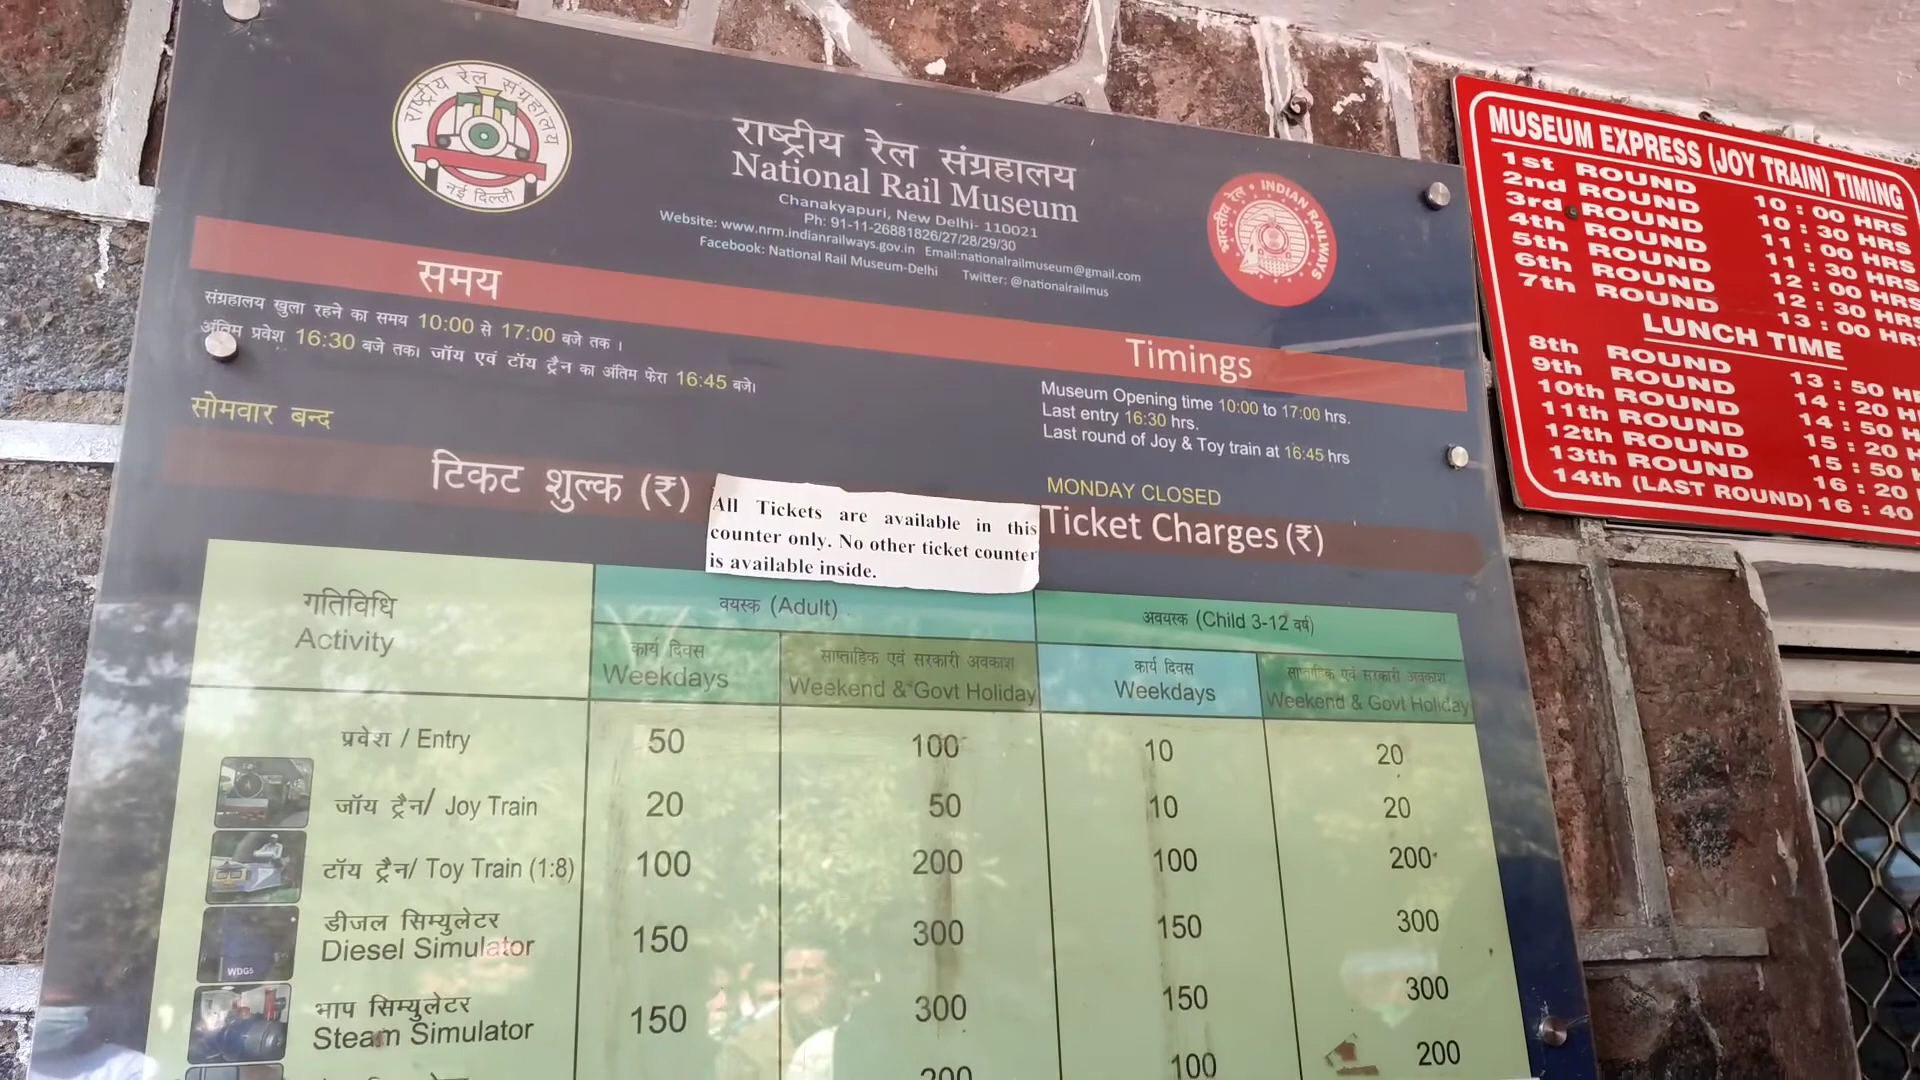 राष्ट्रीय रेल संग्रहालय
नई दिल्ली
राष्ट्रीय रेल संग्रहालय
National Rail Museum
Chanakyapuri, New Delhi- 110021
Ph: 91-11-26881826/27/28/29/30
Website: www.nrm.indianrailways.gov.in Email:nationalrailmuseum@gmail.com
Facebook: National Rail Museum-Delhi Twitter: @nationalrailmus
भारतीय रेल • INDIAN RAILWAYS
समय
संग्रहालय खुला रहने का समय 10:00 से 17:00 बजे तक ।
अंतिम प्रवेश 16:30 बजे तक। जॉय एवं टॉय ट्रैन का अंतिम फेरा 16:45 बजे।
सोमवार बन्द
Timings
Museum Opening time 10:00 to 17:00 hrs.
Last entry 16:30 hrs.
Last round of Joy & Toy train at 16:45 hrs
MONDAY CLOSED
टिकट शुल्क (₹)
All Tickets are available in this
counter only. No other ticket counter
is available inside.
Ticket Charges (₹)
गतिविधि
Activity
वयस्क (Adult)
अवयस्क (Child 3-12 वर्ष)
कार्य दिवस
Weekdays
साप्ताहिक एवं सरकारी अवकाश
Weekend & Govt Holiday
कार्य दिवस
Weekdays
साप्ताहिक एवं सरकारी अवकाश
Weekend & Govt Holiday
प्रवेश / Entry 50 100 10 20
जॉय ट्रैन/ Joy Train 20 50 10 20
टॉय ट्रैन/ Toy Train (1:8) 100 200 100 200
डीजल सिम्युलेटर
Diesel Simulator 150 300 150 300
WDG5
भाप सिम्युलेटर
Steam Simulator 150 300 150 300
200 100 200
MUSEUM EXPRESS (JOY TRAIN) TIMING
1st ROUND 10 : 00 HRS
2nd ROUND 10 : 30 HRS
3rd ROUND 11 : 00 HRS
4th ROUND 11 : 30 HRS
5th ROUND 12 : 00 HRS
6th ROUND 12 : 30 HRS
7th ROUND 13 : 00 HRS
LUNCH TIME
8th ROUND 13 : 50 H
9th ROUND 14 : 20 H
10th ROUND 14 : 50 H
11th ROUND 15 : 20 H
12th ROUND 15 : 50 H
13th ROUND 16 : 20 H
14th (LAST ROUND) 16 : 40